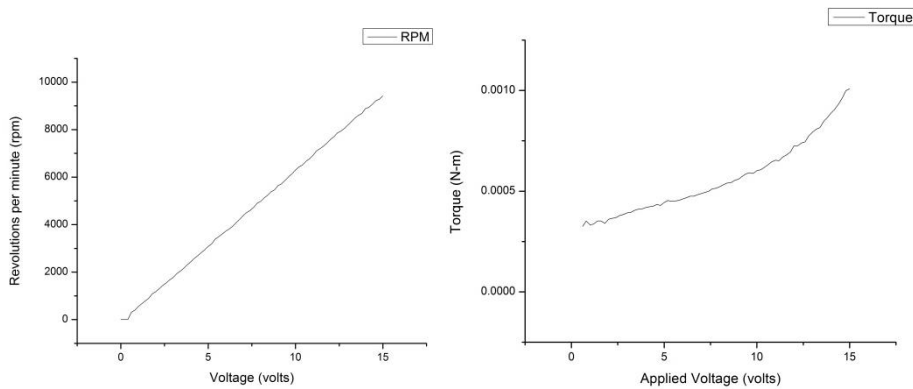 RPM
10000
8000
6000
4000
2000
0
Revolutions per minute (rpm)
0 5 10 15
Voltage (volts)
Torque
0.0010
0.0005
0.0000
Torque (N-m)
0 5 10 15
Applied Voltage (volts)